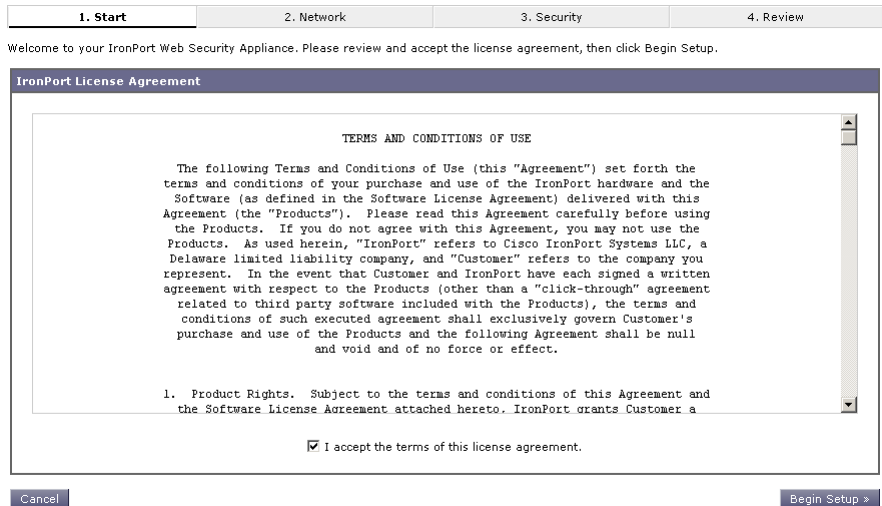 1. Start
2. Network
3. Security
4. Review
Welcome to your IronPort Web Security Appliance. Please review and accept the license agreement, then click Begin Setup.
IronPort License Agreement
TERMS AND CONDITIONS OF USE
The following Terms and Conditions of Use (this "Agreement") set forth the
terms and conditions of your purchase and use of the IronPort hardware and the
Software (as defined in the Software License Agreement) delivered with this
Agreement (the "Products"). Please read this Agreement carefully before using
the Products. If you do not agree with this Agreement, you may not use the
Products. As used herein, "IronPort" refers to Cisco IronPort Systems LLC, a
Delaware limited liability company, and "Customer" refers to the company you
represent. In the event that Customer and IronPort have each signed a written
agreement with respect to the Products (other than a "click-through" agreement
related to third party software included with the Products), the terms and
conditions of such executed agreement shall exclusively govern Customer's
purchase and use of the Products and the following Agreement shall be null
and void and of no force or effect.
1. Product Rights. Subject to the terms and conditions of this Agreement and
the Software License Agreement attached hereto, IronPort grants Customer a
I accept the terms of this license agreement.
Cancel
Begin Setup »